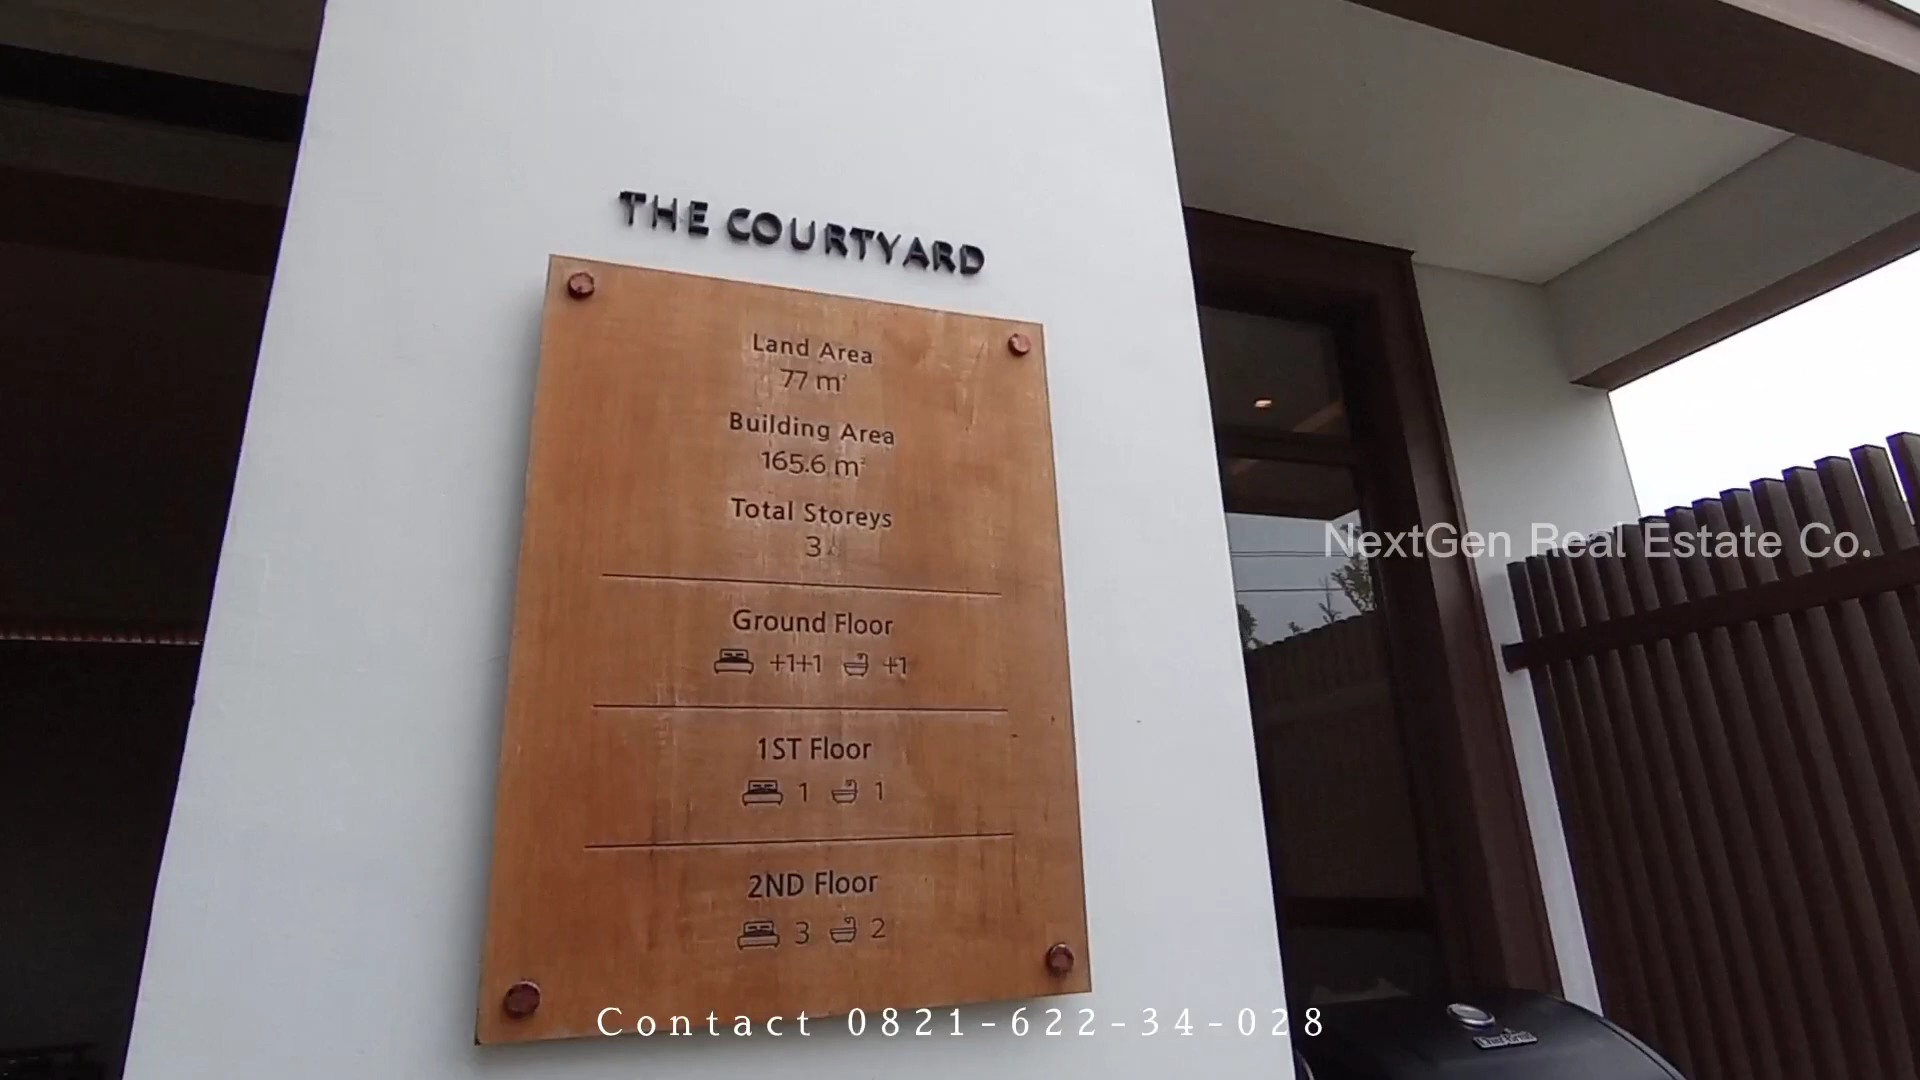 THE COURTYARD
Land Area
77 m²
Building Area
165.6 m²
Total Storeys
3
Ground Floor
+1+1 +1
1ST Floor
1 1
2ND Floor
3 2
NextGen Real Estate Co.
Contact 0821-622-34-028